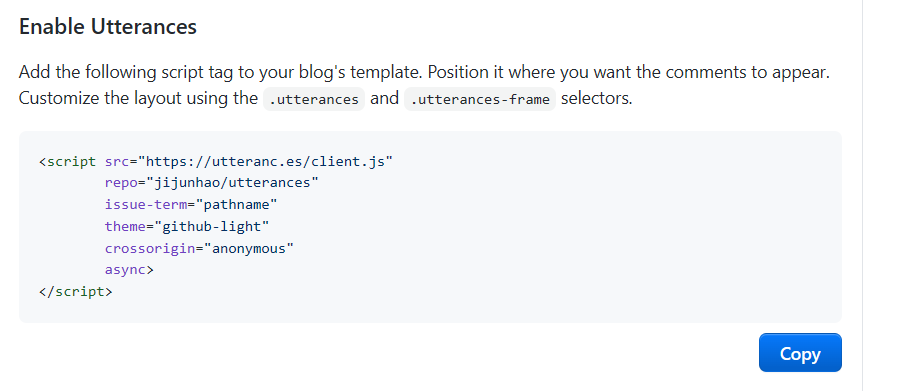 Enable Utterances
Add the following script tag to your blog's template. Position it where you want the comments to appear.
Customize the layout using the .utterances and .utterances-frame selectors.
<script src="https://utteranc.es/client.js"
        repo="jijunhao/utterances"
        issue-term="pathname"
        theme="github-light"
        crossorigin="anonymous"
        async>
</script>
Copy